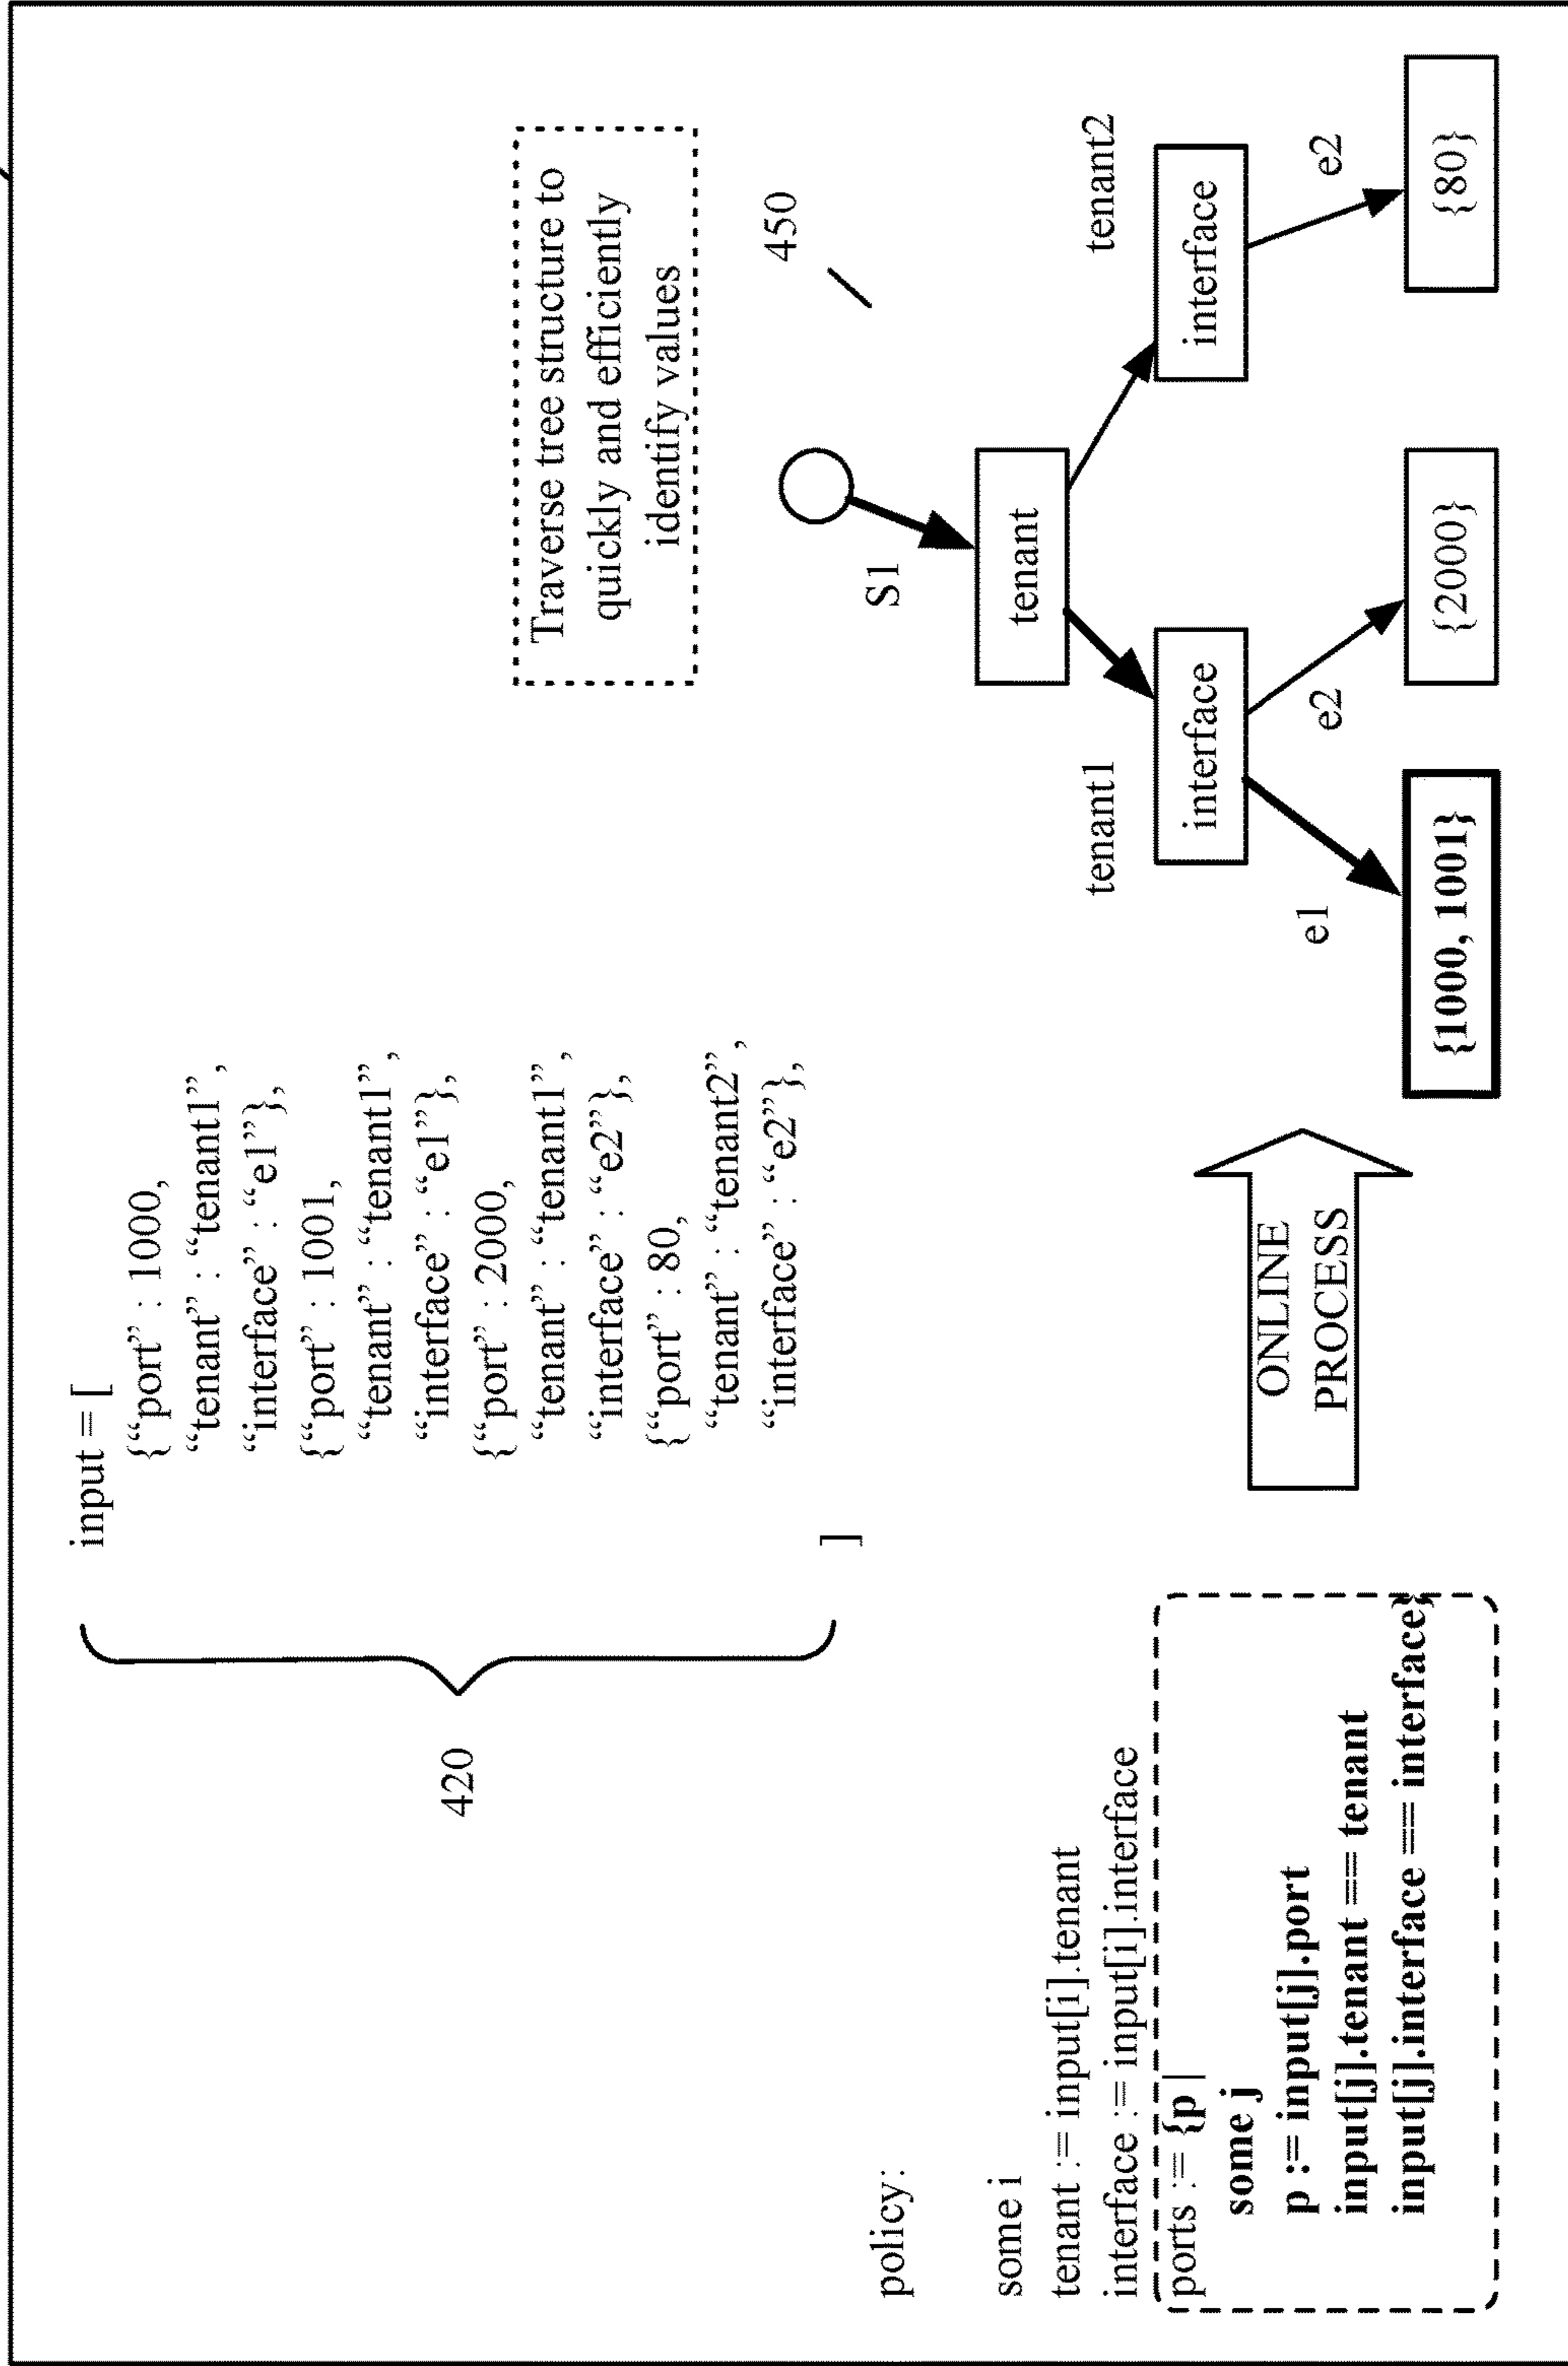 input = [
{“port” : 1000,
“tenant” : “tenant1”,
“interface” : “e1”},
{“port” : 1001,
“tenant” : “tenant1”,
“interface” : “e1”},
{“port” : 2000,
“tenant” : “tenant1”,
“interface” : “e2”},
{“port” : 80,
“tenant” : “tenant2”,
“interface” : “e2”},
]
420
Traverse tree structure to
quickly and efficiently
identify values
450
policy:
some i
tenant := input[i].tenant
interface := input[i].interface
ports := {p |
some j
p := input[j].port
input[j].tenant == tenant
input[j].interface == interface}
ONLINE
PROCESS
S1
tenant
tenant1
tenant2
interface
interface
e1
e2
e2
{1000, 1001}
{2000}
{80}